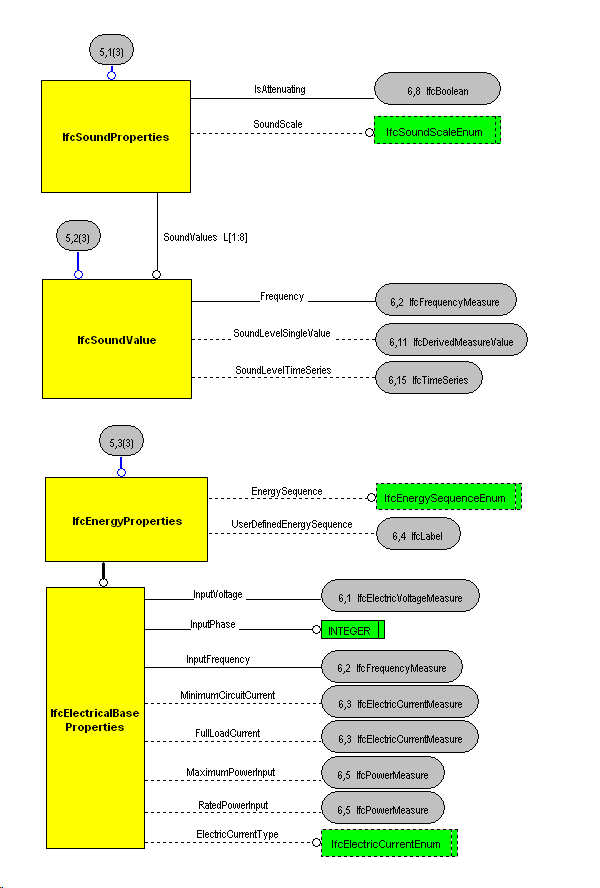 5,1(3)
IfcSoundProperties
IsAttenuating
6,8 IfcBoolean
SoundScale
IfcSoundScaleEnum
SoundValues L[1:8]
5,2(3)
IfcSoundValue
Frequency
6,2 IfcFrequencyMeasure
SoundLevelSingleValue
6,11 IfcDerivedMeasureValue
SoundLevelTimeSeries
6,15 IfcTimeSeries
5,3(3)
IfcEnergyProperties
EnergySequence
IfcEnergySequenceEnum
UserDefinedEnergySequence
6,4 IfcLabel
IfcElectricalBase
Properties
InputVoltage
6,1 IfcElectricVoltageMeasure
InputPhase
INTEGER
InputFrequency
6,2 IfcFrequencyMeasure
MinimumCircuitCurrent
6,3 IfcElectricCurrentMeasure
FullLoadCurrent
6,3 IfcElectricCurrentMeasure
MaximumPowerInput
6,5 IfcPowerMeasure
RatedPowerInput
6,5 IfcPowerMeasure
ElectricCurrentType
IfcElectricCurrentEnum